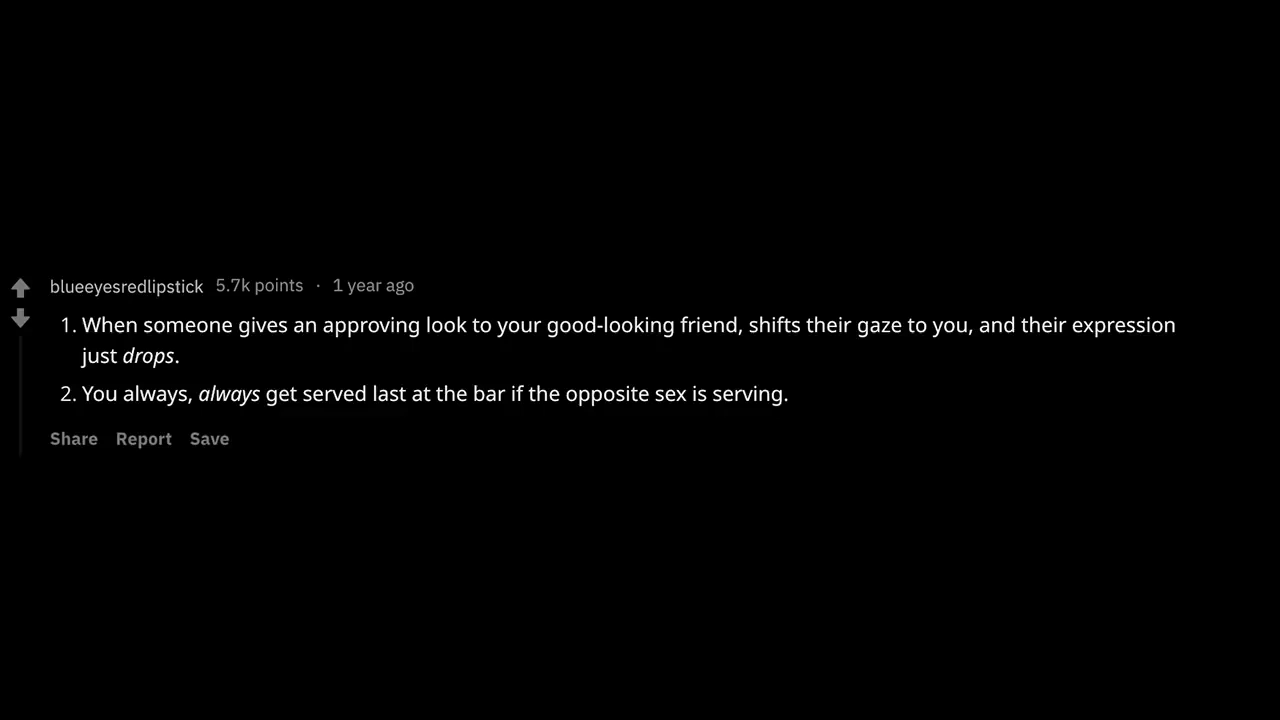 blueeyesredlipstick 5.7k points · 1 year ago
1. When someone gives an approving look to your good-looking friend, shifts their gaze to you, and their expression
just drops.
2. You always, always get served last at the bar if the opposite sex is serving.
Share Report Save